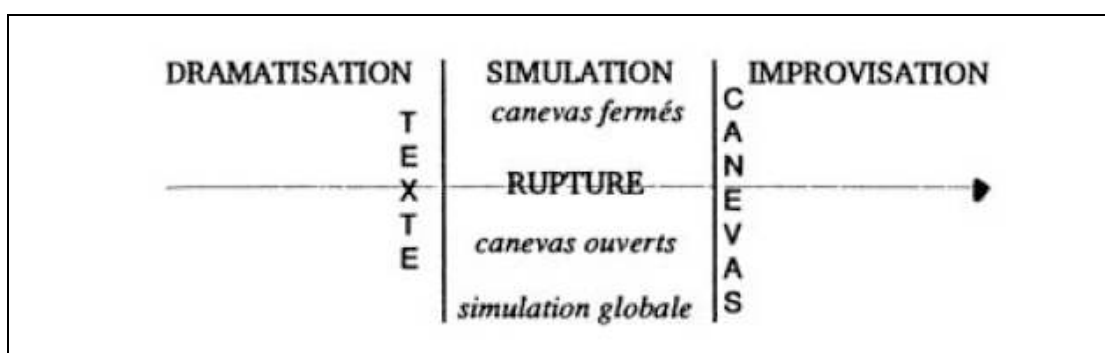 DRAMATISATION SIMULATION IMPROVISATION
canevas fermés
TEXTE
RUPTURE
CANEVAS
canevas ouverts
simulation globale